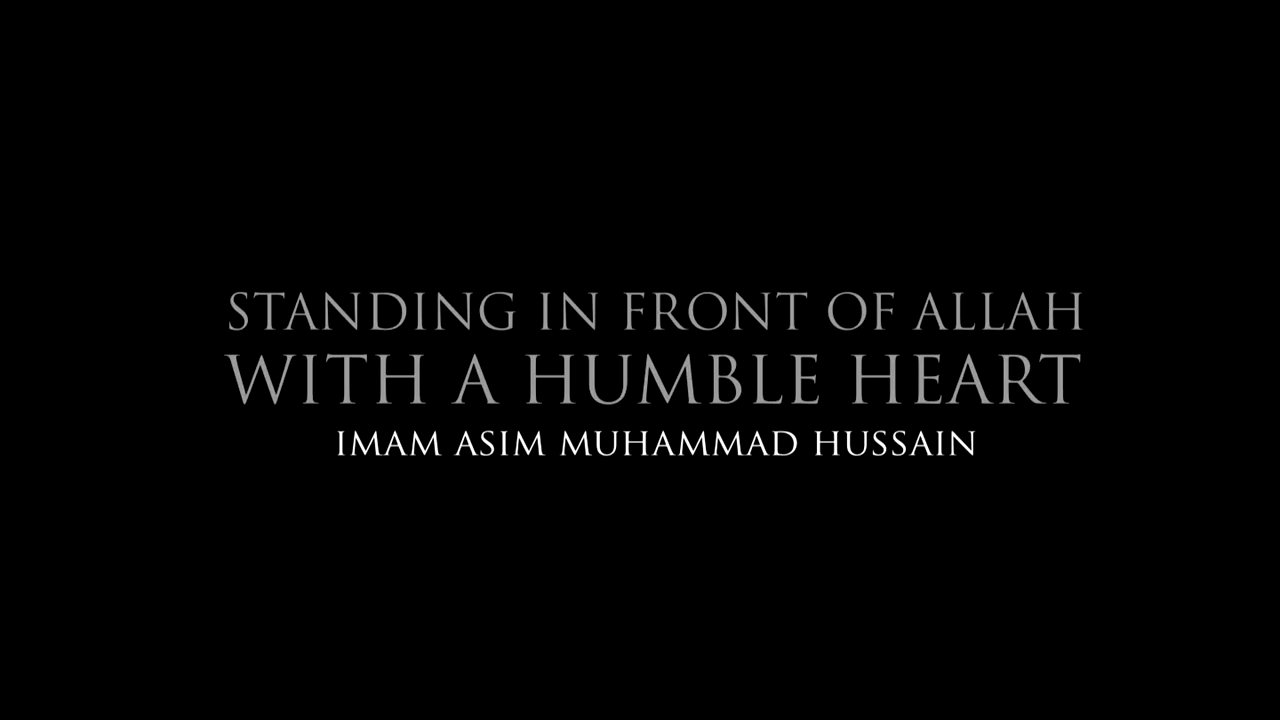 STANDING IN FRONT OF ALLAH
WITH A HUMBLE HEART
IMAM ASIM MUHAMMAD HUSSAIN